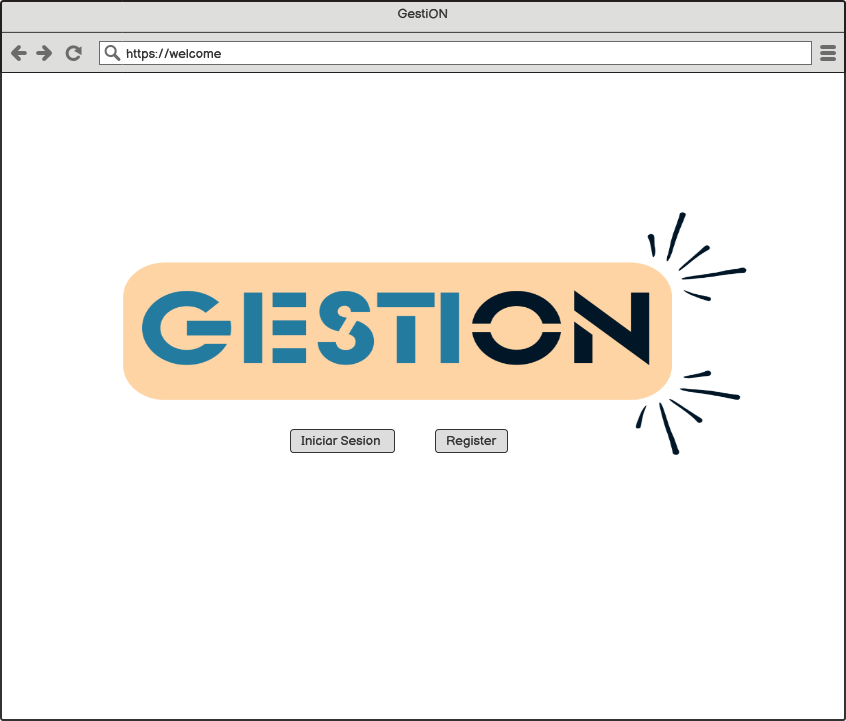 GestiON
https://welcome
GESTION
Iniciar Sesion
Register